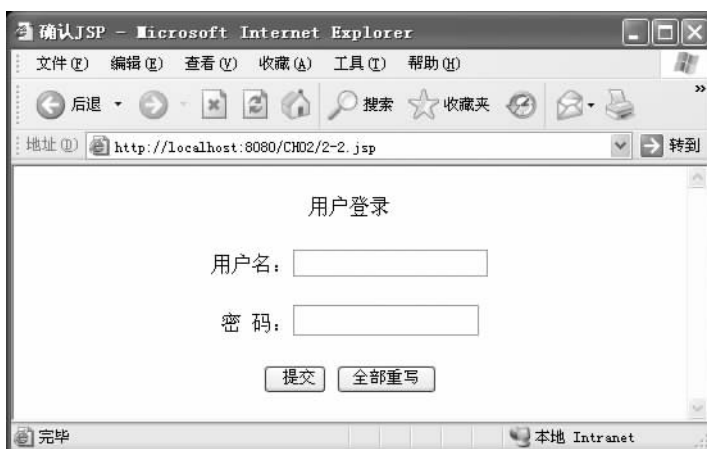 确认JSP - Microsoft Internet Explorer
文件(F) 编辑(E) 查看(V) 收藏(A) 工具(T) 帮助(H)
后退 搜索 收藏夹 »
地址(D) http://localhost:8080/CH02/2-2.jsp 转到
用户登录
用户名：
密 码：
提交 全部重写
完毕 本地 Intranet